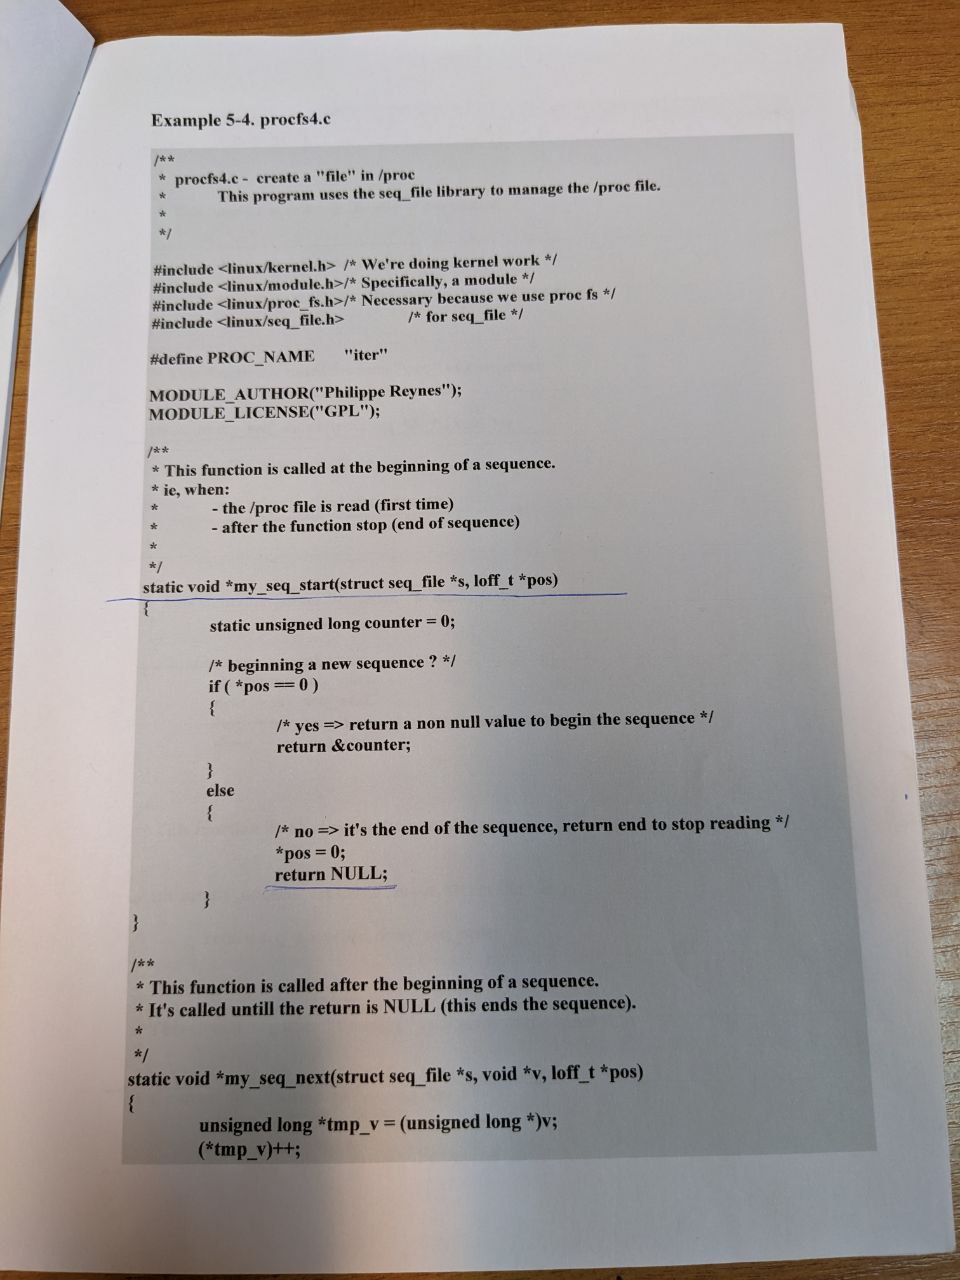 Example 5-4. procfs4.c
/**
* procfs4.c - create a "file" in /proc
* This program uses the seq_file library to manage the /proc file.
*
*/
#include <linux/kernel.h> /* We're doing kernel work */
#include <linux/module.h>/* Specifically, a module */
#include <linux/proc_fs.h>/* Necessary because we use proc fs */
#include <linux/seq_file.h> /* for seq_file */
#define PROC_NAME "iter"
MODULE_AUTHOR("Philippe Reynes");
MODULE_LICENSE("GPL");
/**
* This function is called at the beginning of a sequence.
* ie, when:
* - the /proc file is read (first time)
* - after the function stop (end of sequence)
*
*/
static void *my_seq_start(struct seq_file *s, loff_t *pos)
{
static unsigned long counter = 0;
/* beginning a new sequence ? */
if ( *pos == 0 )
{
/* yes => return a non null value to begin the sequence */
return &counter;
}
else
{
/* no => it's the end of the sequence, return end to stop reading */
*pos = 0;
return NULL;
}
}
/**
* This function is called after the beginning of a sequence.
* It's called untill the return is NULL (this ends the sequence).
*
*/
static void *my_seq_next(struct seq_file *s, void *v, loff_t *pos)
{
unsigned long *tmp_v = (unsigned long *)v;
(*tmp_v)++;